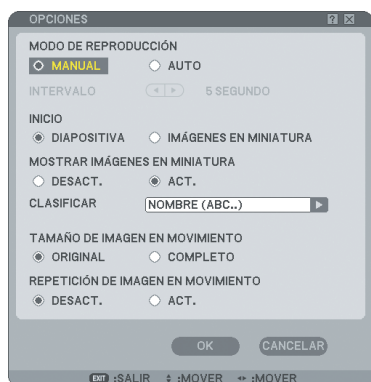 OPCIONES
MODO DE REPRODUCCIÓN
MANUAL AUTO
INTERVALO 5 SEGUNDO
INICIO
DIAPOSITIVA IMÁGENES EN MINIATURA
MOSTRAR IMÁGENES EN MINIATURA
DESACT. ACT.
CLASIFICAR NOMBRE (ABC..)
TAMAÑO DE IMAGEN EN MOVIMIENTO
ORIGINAL COMPLETO
REPETICIÓN DE IMAGEN EN MOVIMIENTO
DESACT. ACT.
OK CANCELAR
EXIT :SALIR :MOVER :MOVER